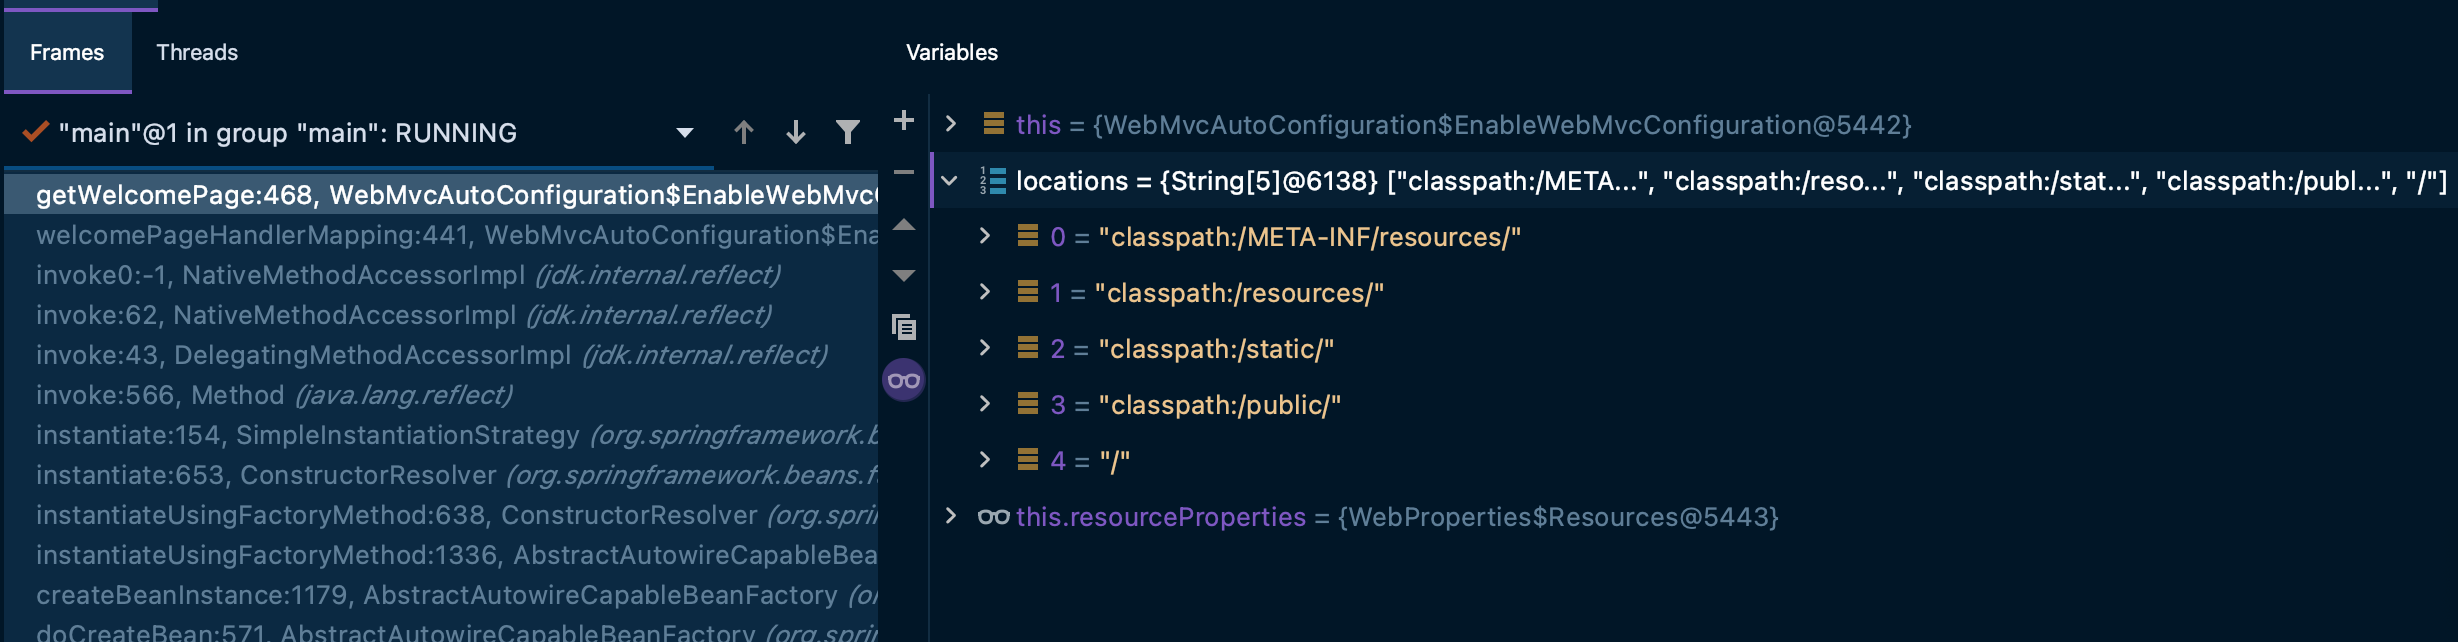 Frames Threads
"main"@1 in group "main": RUNNING
getWelcomePage:468, WebMvcAutoConfiguration$EnableWebMvc
welcomePageHandlerMapping:441, WebMvcAutoConfiguration$Ena
invoke0:-1, NativeMethodAccessorImpl (jdk.internal.reflect)
invoke:62, NativeMethodAccessorImpl (jdk.internal.reflect)
invoke:43, DelegatingMethodAccessorImpl (jdk.internal.reflect)
invoke:566, Method (java.lang.reflect)
instantiate:154, SimpleInstantiationStrategy (org.springframework.b
instantiate:653, ConstructorResolver (org.springframework.beans.f
instantiateUsingFactoryMethod:638, ConstructorResolver (org.spri
instantiateUsingFactoryMethod:1336, AbstractAutowireCapableBea
createBeanInstance:1179, AbstractAutowireCapableBeanFactory (o
doCreateBean:571, AbstractAutowireCapableBeanFactory (org.spri
Variables
this = {WebMvcAutoConfiguration$EnableWebMvcConfiguration@5442}
locations = {String[5]@6138} ["classpath:/META...", "classpath:/reso...", "classpath:/stat...", "classpath:/publ...", "/"]
0 = "classpath:/META-INF/resources/"
1 = "classpath:/resources/"
2 = "classpath:/static/"
3 = "classpath:/public/"
4 = "/"
this.resourceProperties = {WebProperties$Resources@5443}